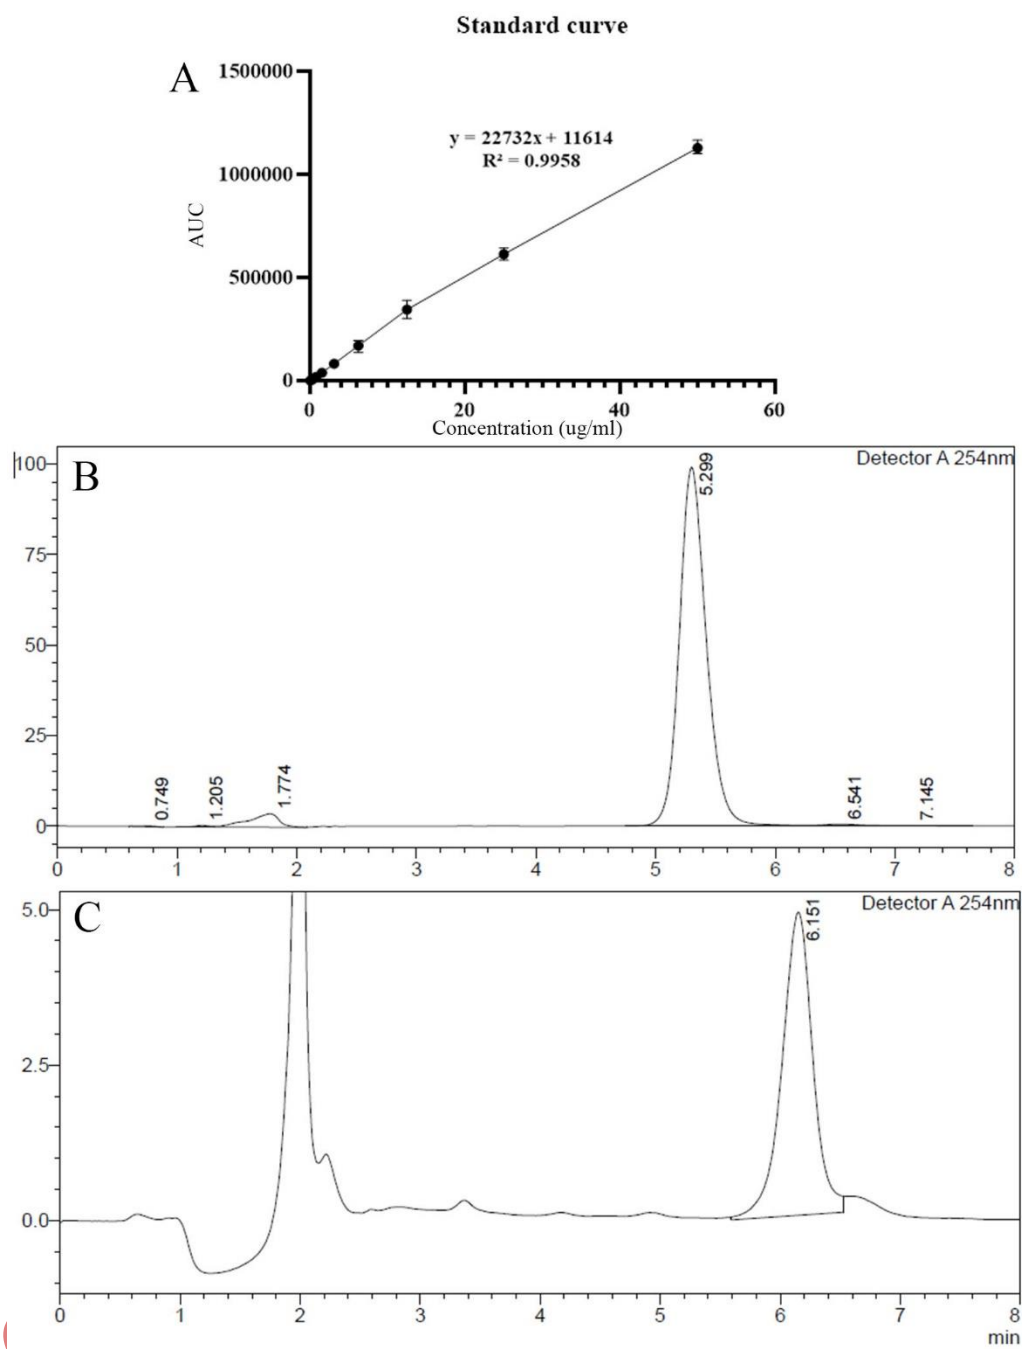 Standard curve
A
1500000
1000000
500000
0
y = 22732x + 11614
R² = 0.9958
AUC
0 20 40 60
Concentration (ug/ml)
B
Detector A 254nm
100
75
50
25
0
0.749
1.205
1.774
5.299
6.541
7.145
0 1 2 3 4 5 6 7 8
C
Detector A 254nm
5.0
2.5
0.0
6.151
0 1 2 3 4 5 6 7 8
min